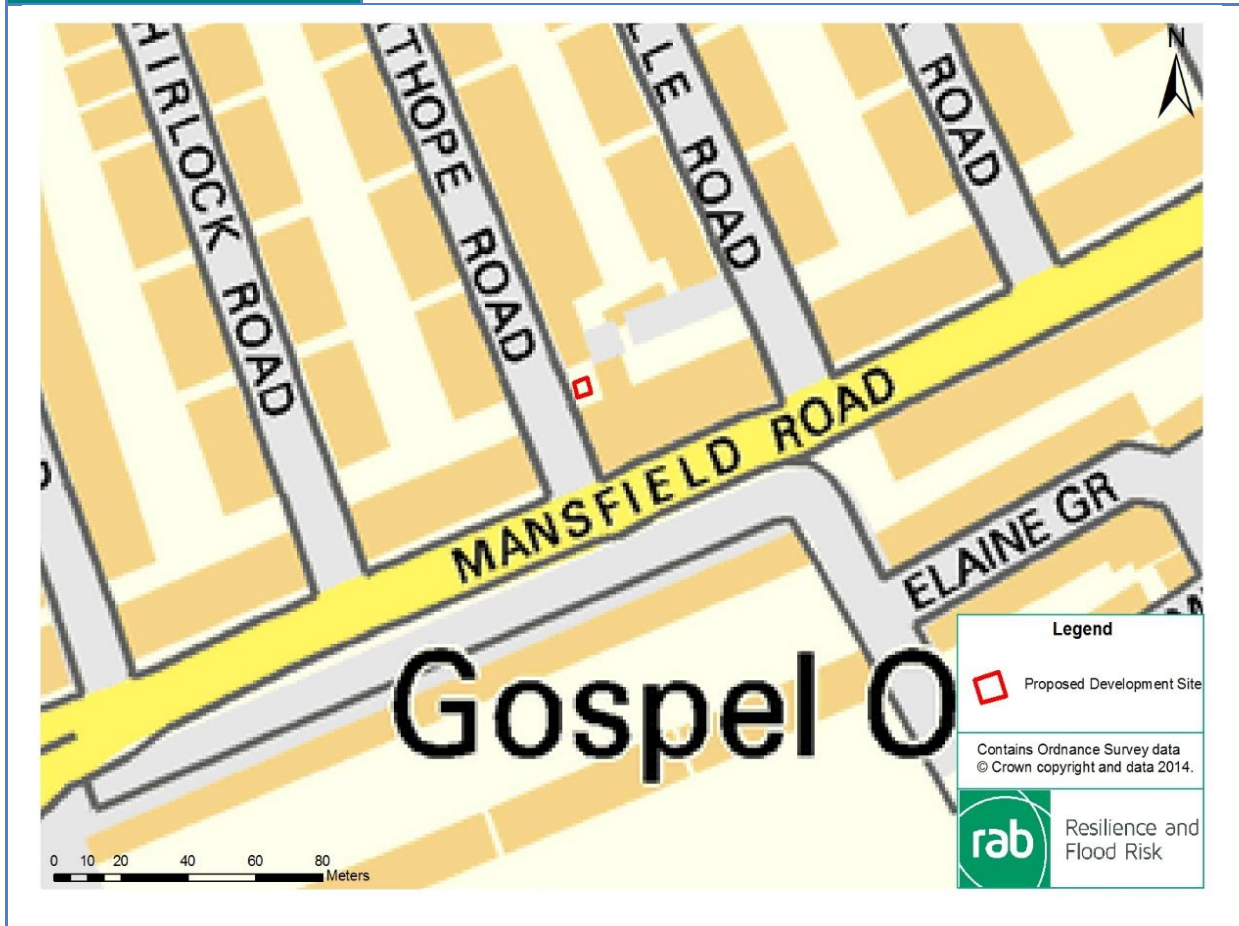 N
HIRLOCK ROAD
THOPE ROAD
LLE ROAD
ROAD
MANSFIELD ROAD
ELAINE GR
Gospel O
Legend
Proposed Development Site
Contains Ordnance Survey data
© Crown copyright and data 2014.
rab
Resilience and
Flood Risk
0 10 20 40 60 80
Meters